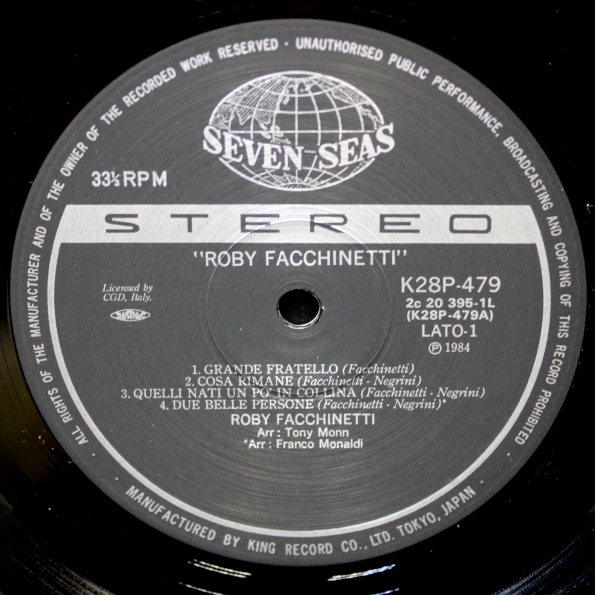 ALL RIGHTS OF THE MANUFACTURER AND OF THE OWNER OF THE RECORDED WORK RESERVED · UNAUTHORISED PUBLIC PERFORMANCE, BROADCASTING AND COPYING OF THIS RECORD PROHIBITED ·
SEVEN SEAS
33⅓RPM
STEREO
"ROBY FACCHINETTI"
Licensed by
CGD, Italy.
K28P-479
2c 20 395-1L
(K28P-479A)
LATO-1
Ⓟ 1984
1. GRANDE FRATELLO (Facchinetti)
2. COSA RIMANE (Facchinetti - Negrini)
3. QUELLI NATI UN PO' IN COLLINA (Facchinetti - Negrini)
4. DUE BELLE PERSONE (Facchinetti - Negrini)*
ROBY FACCHINETTI
Arr: Tony Monn
*Arr: Franco Monaldi
MANUFACTURED BY KING RECORD CO., LTD. TOKYO, JAPAN ·